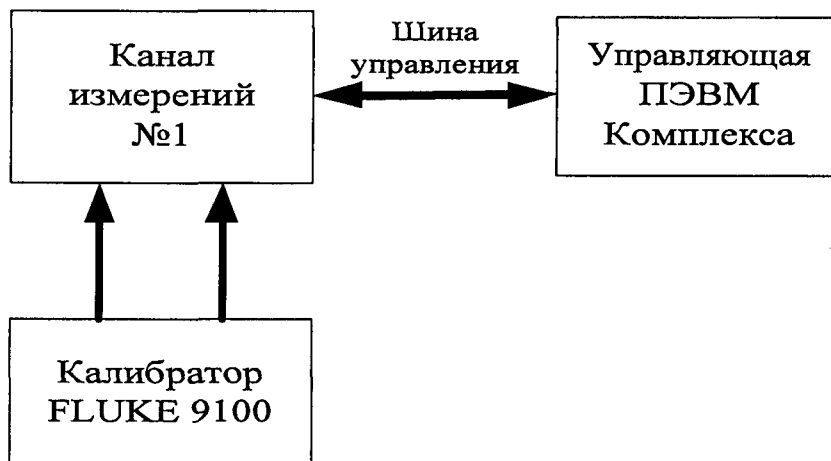 Канал
измерений
№1
Шина
управления
Управляющая
ПЭВМ
Комплекса
Калибратор
FLUKE 9100